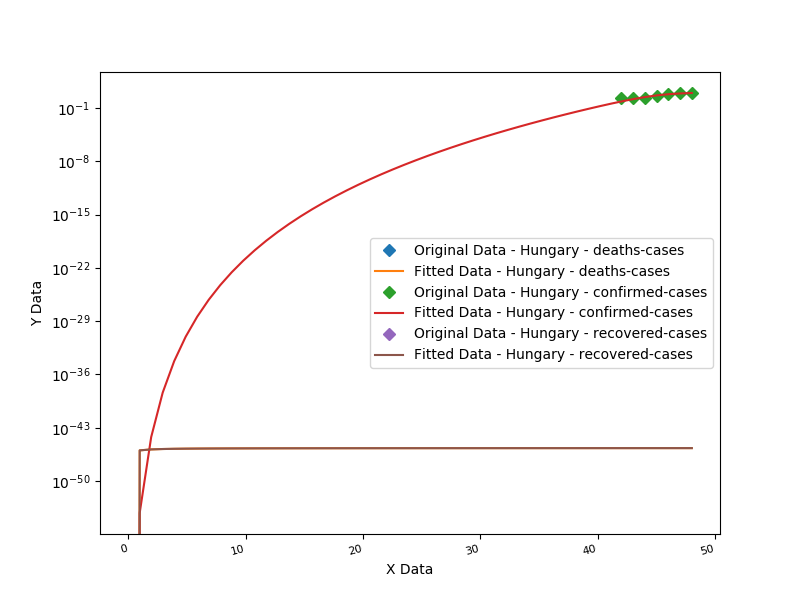 10⁻¹
10⁻⁸
10⁻¹⁵
10⁻²²
10⁻²⁹
10⁻³⁶
10⁻⁴³
10⁻⁵⁰
Y Data
Original Data - Hungary - deaths-cases
Fitted Data - Hungary - deaths-cases
Original Data - Hungary - confirmed-cases
Fitted Data - Hungary - confirmed-cases
Original Data - Hungary - recovered-cases
Fitted Data - Hungary - recovered-cases
0 10 20 30 40 50
X Data